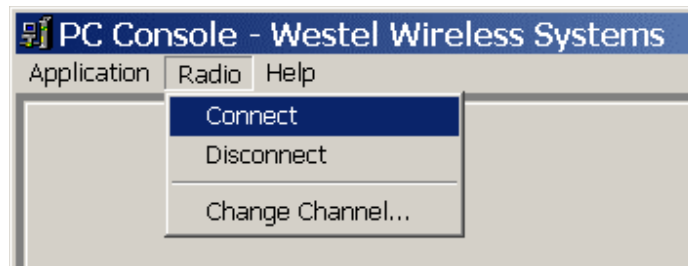 PC Console - Westel Wireless Systems
Application Radio Help
Connect
Disconnect
Change Channel...